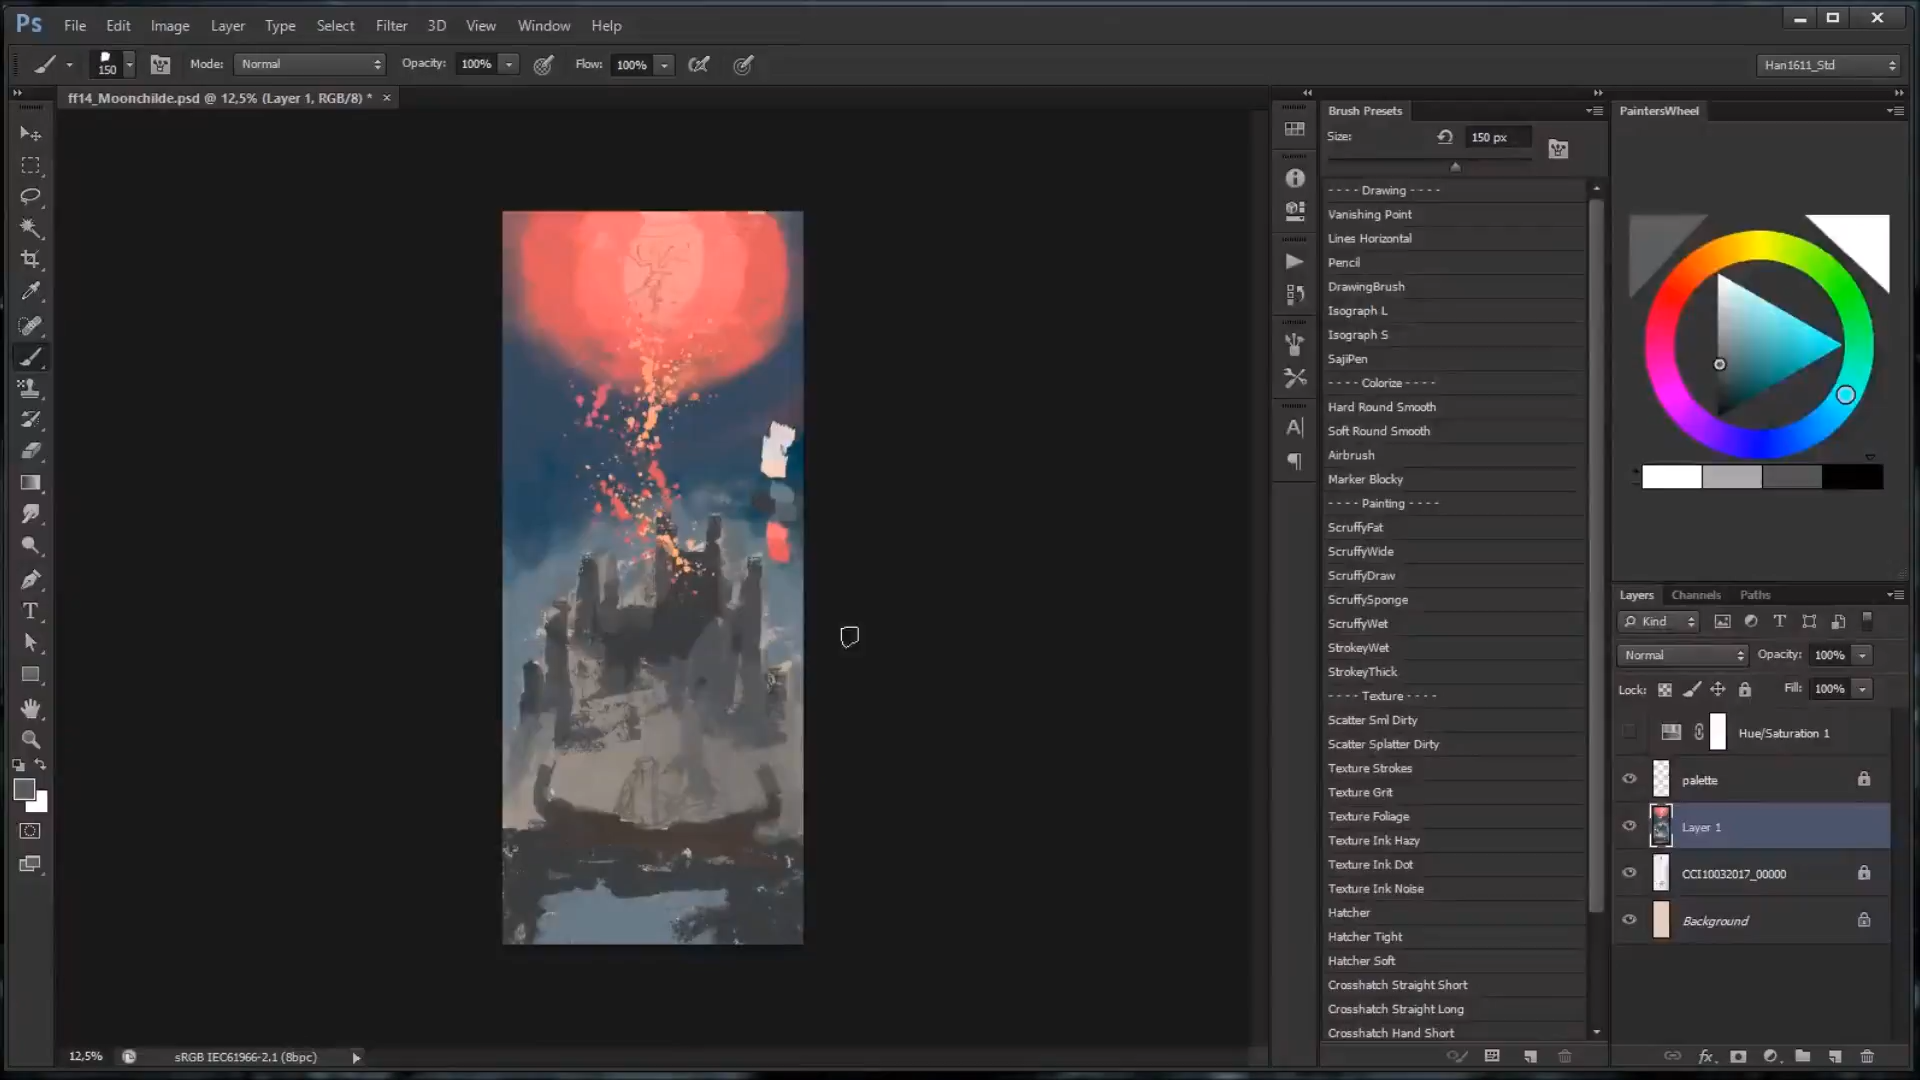 Ps File Edit Image Layer Type Select Filter 3D View Window Help
150 Mode: Normal Opacity: 100% Flow: 100% Han1611_Std
ff14_Moonchilde.psd @ 12,5% (Layer 1, RGB/8) * ×
Brush Presets
Size: 150 px
- - - - Drawing - - - -
Vanishing Point
Lines Horizontal
Pencil
DrawingBrush
Isograph L
Isograph S
SajiPen
- - - - Colorize - - - -
Hard Round Smooth
Soft Round Smooth
Airbrush
Marker Blocky
- - - - Painting - - - -
ScruffyFat
ScruffyWide
ScruffyDraw
ScruffySponge
ScruffyWet
StrokeyWet
StrokeyThick
- - - - Texture - - - -
Scatter Sml Dirty
Scatter Splatter Dirty
Texture Strokes
Texture Grit
Texture Foliage
Texture Ink Hazy
Texture Ink Dot
Texture Ink Noise
Hatcher
Hatcher Tight
Hatcher Soft
Crosshatch Straight Short
Crosshatch Straight Long
Crosshatch Hand Short
PaintersWheel
Layers Channels Paths
Kind
Normal Opacity: 100%
Lock: Fill: 100%
Hue/Saturation 1
palette
Layer 1
CCI10032017_00000
Background
12,5% sRGB IEC61966-2.1 (8bpc)